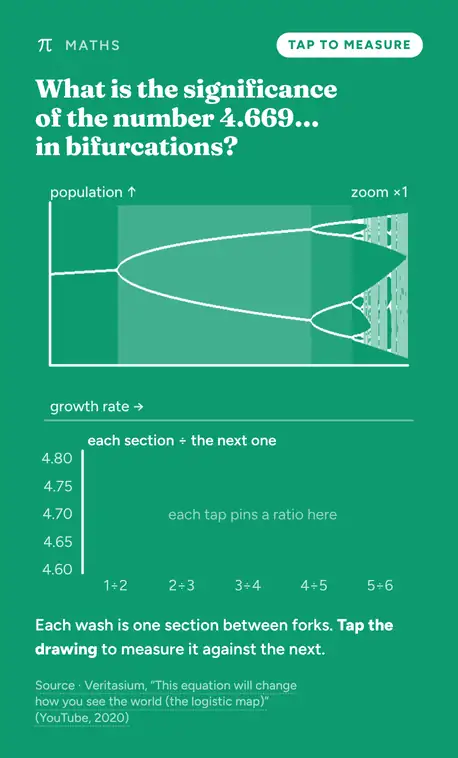 π MATHS
TAP TO MEASURE
What is the significance
of the number 4.669...
in bifurcations?
population ↑
zoom ×1
growth rate →
each section ÷ the next one
4.80
4.75
4.70
4.65
4.60
each tap pins a ratio here
1÷2 2÷3 3÷4 4÷5 5÷6
Each wash is one section between forks. Tap the
drawing to measure it against the next.
Source · Veritasium, "This equation will change
how you see the world (the logistic map)"
(YouTube, 2020)